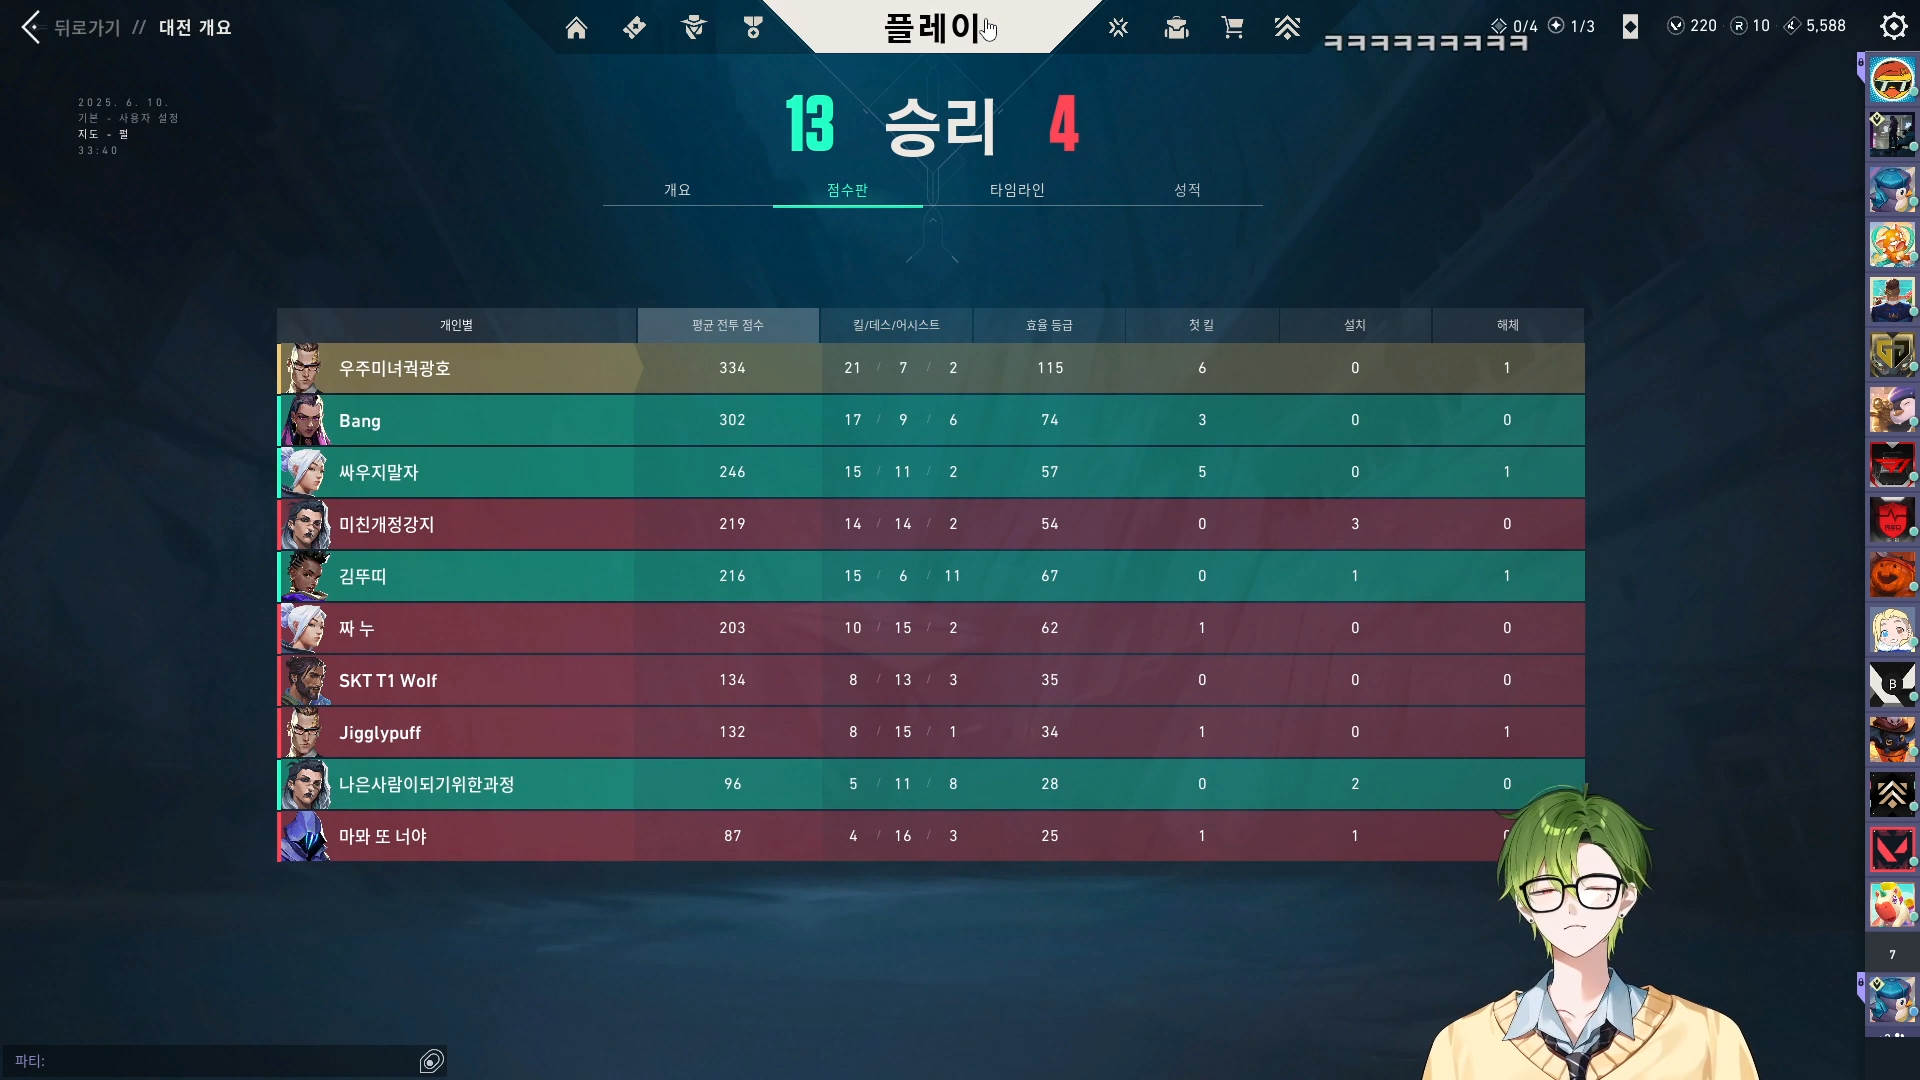 뒤로가기 // 대전 개요
플레이
0/4 1/3 220 10 5,588
ㅋㅋㅋㅋㅋㅋㅋㅋㅋ
2025. 6. 10.
기본 - 사용자 설정
지도 - 펄
33:40
13 승리 4
개요 점수판 타임라인 성적
개인별 평균 전투 점수 킬/데스/어시스트 효율 등급 첫 킬 설치 해체
우주미녀궉광호 334 21 / 7 / 2 115 6 0 1
Bang 302 17 / 9 / 6 74 3 0 0
싸우지말자 246 15 / 11 / 2 57 5 0 1
미친개정강지 219 14 / 14 / 2 54 0 3 0
김뚜띠 216 15 / 6 / 11 67 0 1 1
짜 누 203 10 / 15 / 2 62 1 0 0
SKT T1 Wolf 134 8 / 13 / 3 35 0 0 0
Jigglypuff 132 8 / 15 / 1 34 1 0 1
나은사람이되기위한과정 96 5 / 11 / 8 28 0 2 0
마뫄 또 너야 87 4 / 16 / 3 25 1 1
7
파티: